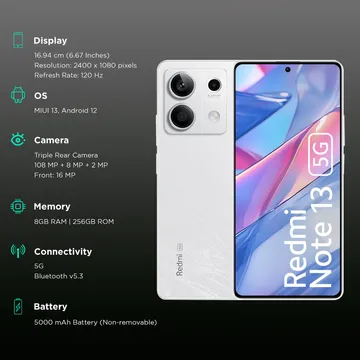 Display
16.94 cm (6.67 Inches)
Resolution: 2400 x 1080 pixels
Refresh Rate: 120 Hz
OS
MIUI 13, Android 12
Camera
Triple Rear Camera
108 MP + 8 MP + 2 MP
Front: 16 MP
Memory
8GB RAM | 256GB ROM
Connectivity
5G
Bluetooth v5.3
Battery
5000 mAh Battery (Non-removable)
Redmi
Redmi
Note 13 5G